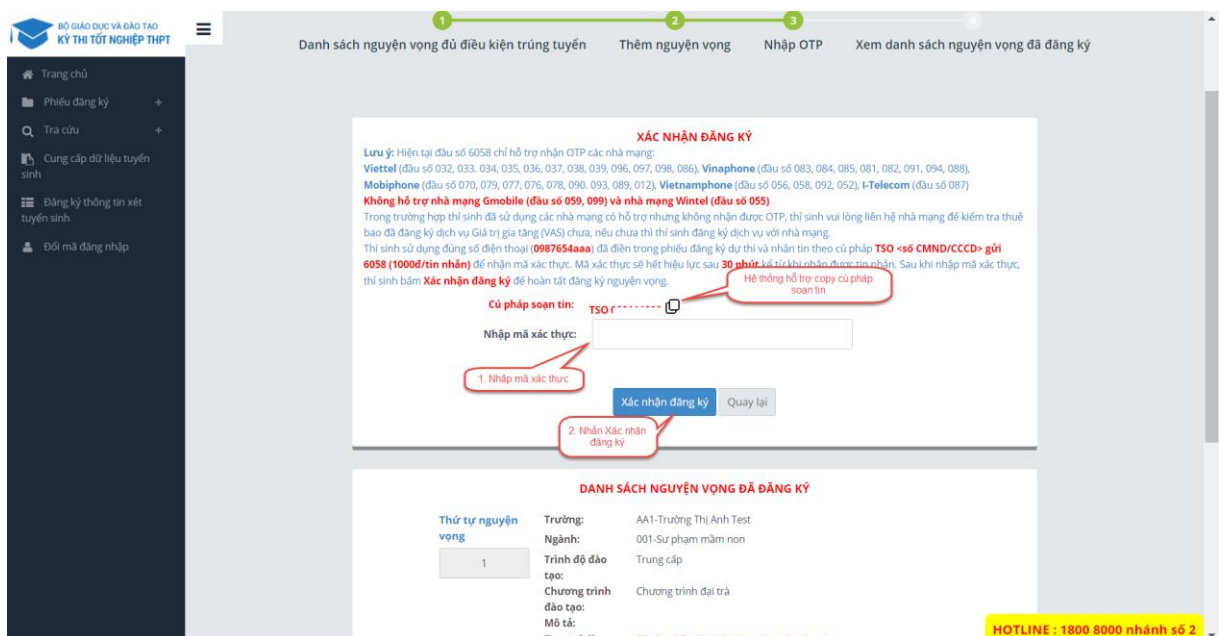 BỘ GIÁO DỤC VÀ ĐÀO TẠO
KỲ THI TỐT NGHIỆP THPT
Trang chủ
Phiếu đăng ký +
Tra cứu +
Cung cấp dữ liệu tuyển
sinh
Đăng ký thông tin xét
tuyển sinh
Đổi mã đăng nhập
1 2 3 4
Danh sách nguyện vọng đủ điều kiện trúng tuyển Thêm nguyện vọng Nhập OTP Xem danh sách nguyện vọng đã đăng ký
XÁC NHẬN ĐĂNG KÝ
Lưu ý: Hiện tại đầu số 6058 chỉ hỗ trợ nhận OTP các nhà mạng:
Viettel (đầu số 032, 033. 034, 035, 036, 037, 038, 039, 096, 097, 098, 086), Vinaphone (đầu số 083, 084, 085, 081, 082, 091, 094, 088),
Mobiphone (đầu số 070, 079, 077, 076, 078, 090. 093, 089, 012), Vietnamphone (đầu số 056, 058, 092, 052), I-Telecom (đầu số 087)
Không hỗ trợ nhà mạng Gmobile (đầu số 059, 099) và nhà mạng Wintel (đầu số 055)
Trong trường hợp thí sinh đã sử dụng các nhà mạng có hỗ trợ nhưng không nhận được OTP, thí sinh vui lòng liên hệ nhà mạng để kiểm tra thuê
bao đã đăng ký dịch vụ Giá trị gia tăng (VAS) chưa, nếu chưa thì thí sinh đăng ký dịch vụ với nhà mạng.
Thí sinh sử dụng đúng số điện thoại (0987654aaa) đã điền trong phiếu đăng ký dự thi và nhắn tin theo cú pháp TSO <số CMND/CCCD> gửi
6058 (1000đ/tin nhắn) để nhận mã xác thực. Mã xác thực sẽ hết hiệu lực sau 30 phút kể từ khi nhận được tin nhắn. Sau khi nhập mã xác thực,
thí sinh bấm Xác nhận đăng ký để hoàn tất đăng ký nguyện vọng.
Hệ thống hỗ trợ copy cú pháp
soạn tin
Cú pháp soạn tin: TSO
Nhập mã xác thực:
1. Nhập mã xác thực
Xác nhận đăng ký Quay lại
2. Nhấn Xác nhận
đăng ký
DANH SÁCH NGUYỆN VỌNG ĐÃ ĐĂNG KÝ
Thứ tự nguyện
vọng
1
Trường: AA1-Trường Thị Anh Test
Ngành: 001-Sư phạm mầm non
Trình độ đào
tạo: Trung cấp
Chương trình
đào tạo: Chương trình đại trà
Mô tả:
HOTLINE : 1800 8000 nhánh số 2